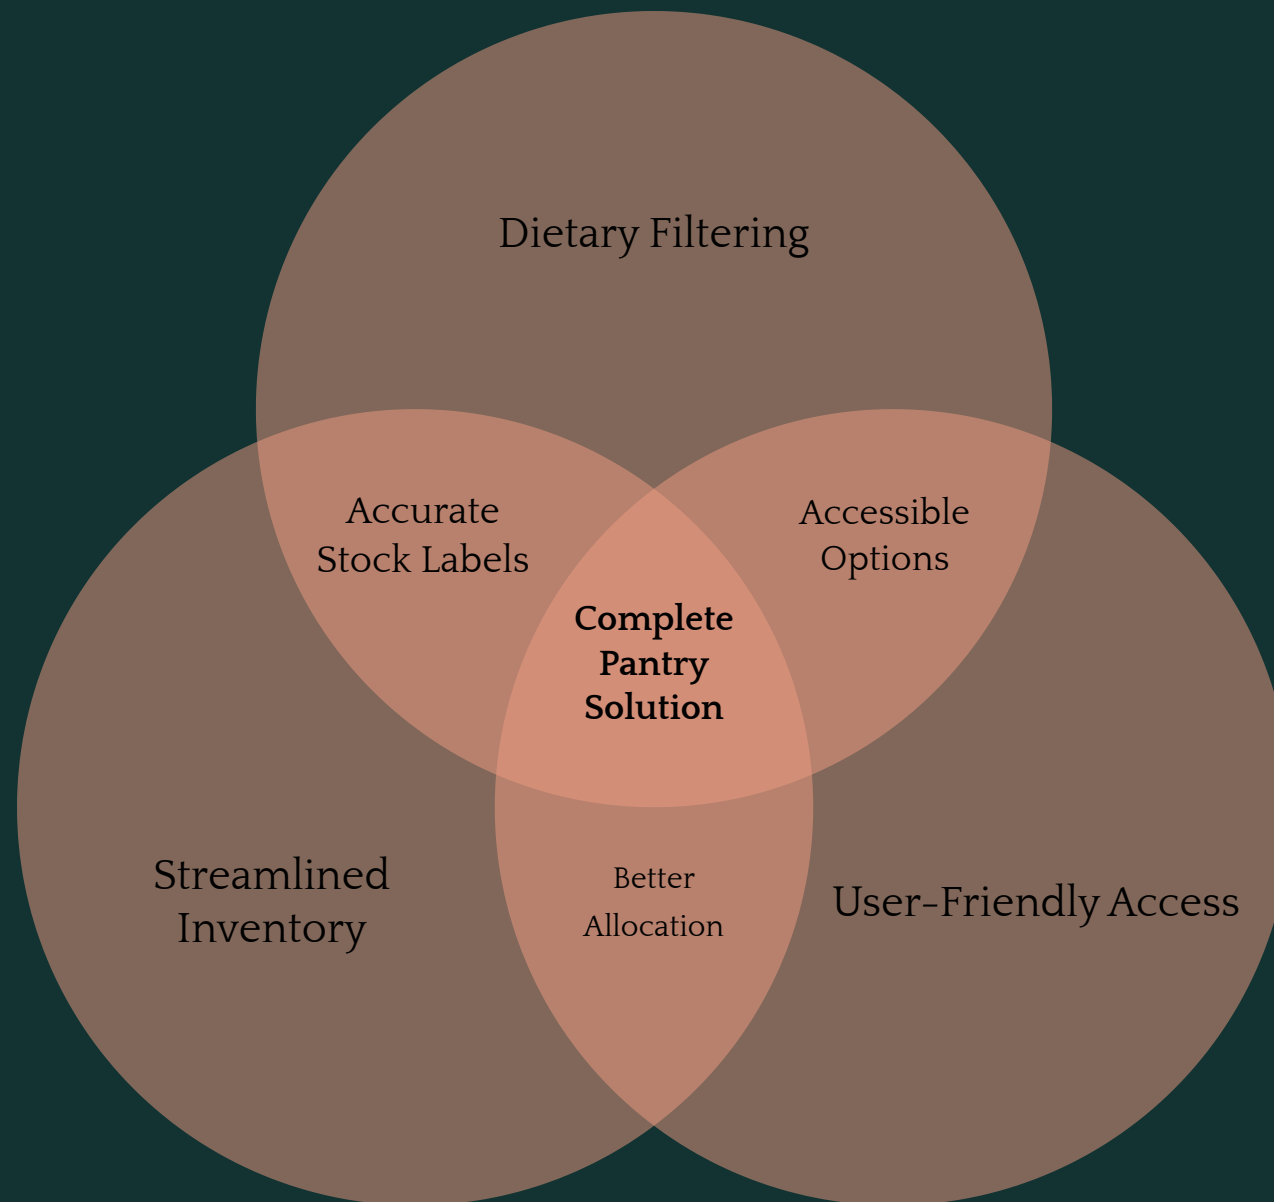 Dietary Filtering
Accurate
Stock Labels
Accessible
Options
Complete
Pantry
Solution
Streamlined
Inventory
Better
Allocation
User-Friendly Access